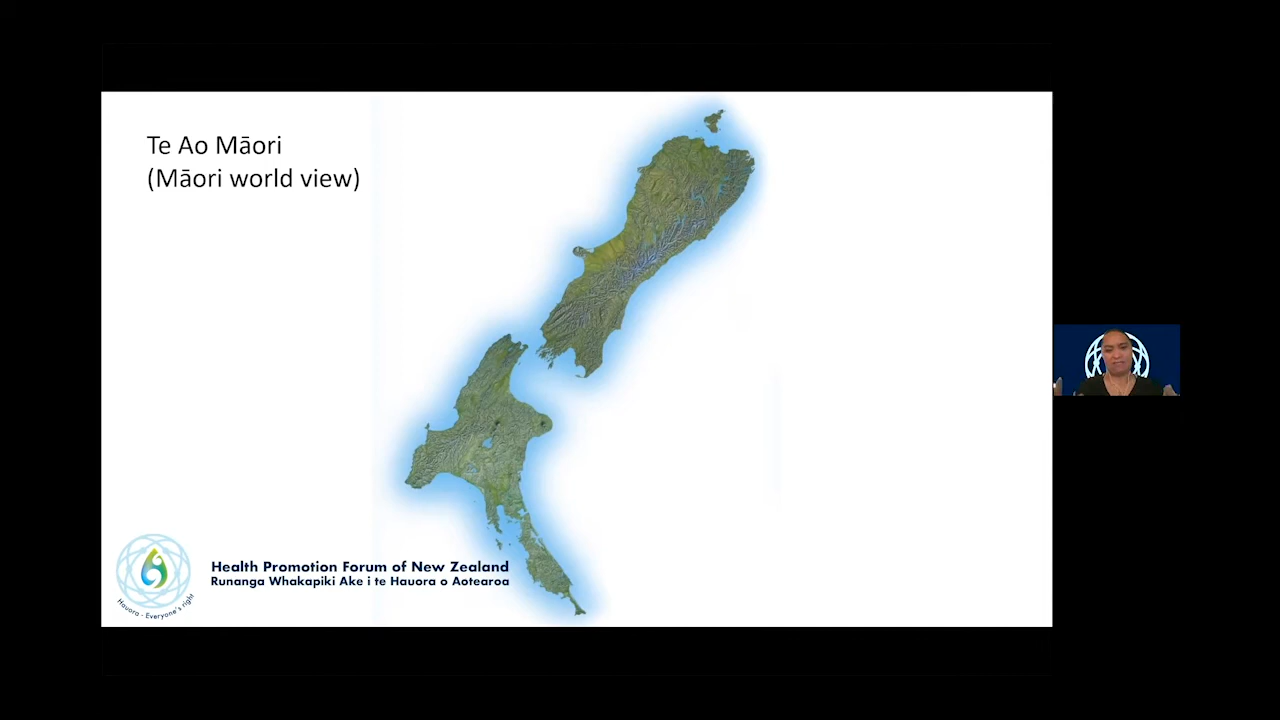 Te Ao Māori
(Māori world view)
Health Promotion Forum of New Zealand
Runanga Whakapiki Ake i te Hauora o Aotearoa
Hauora - Everyone's right